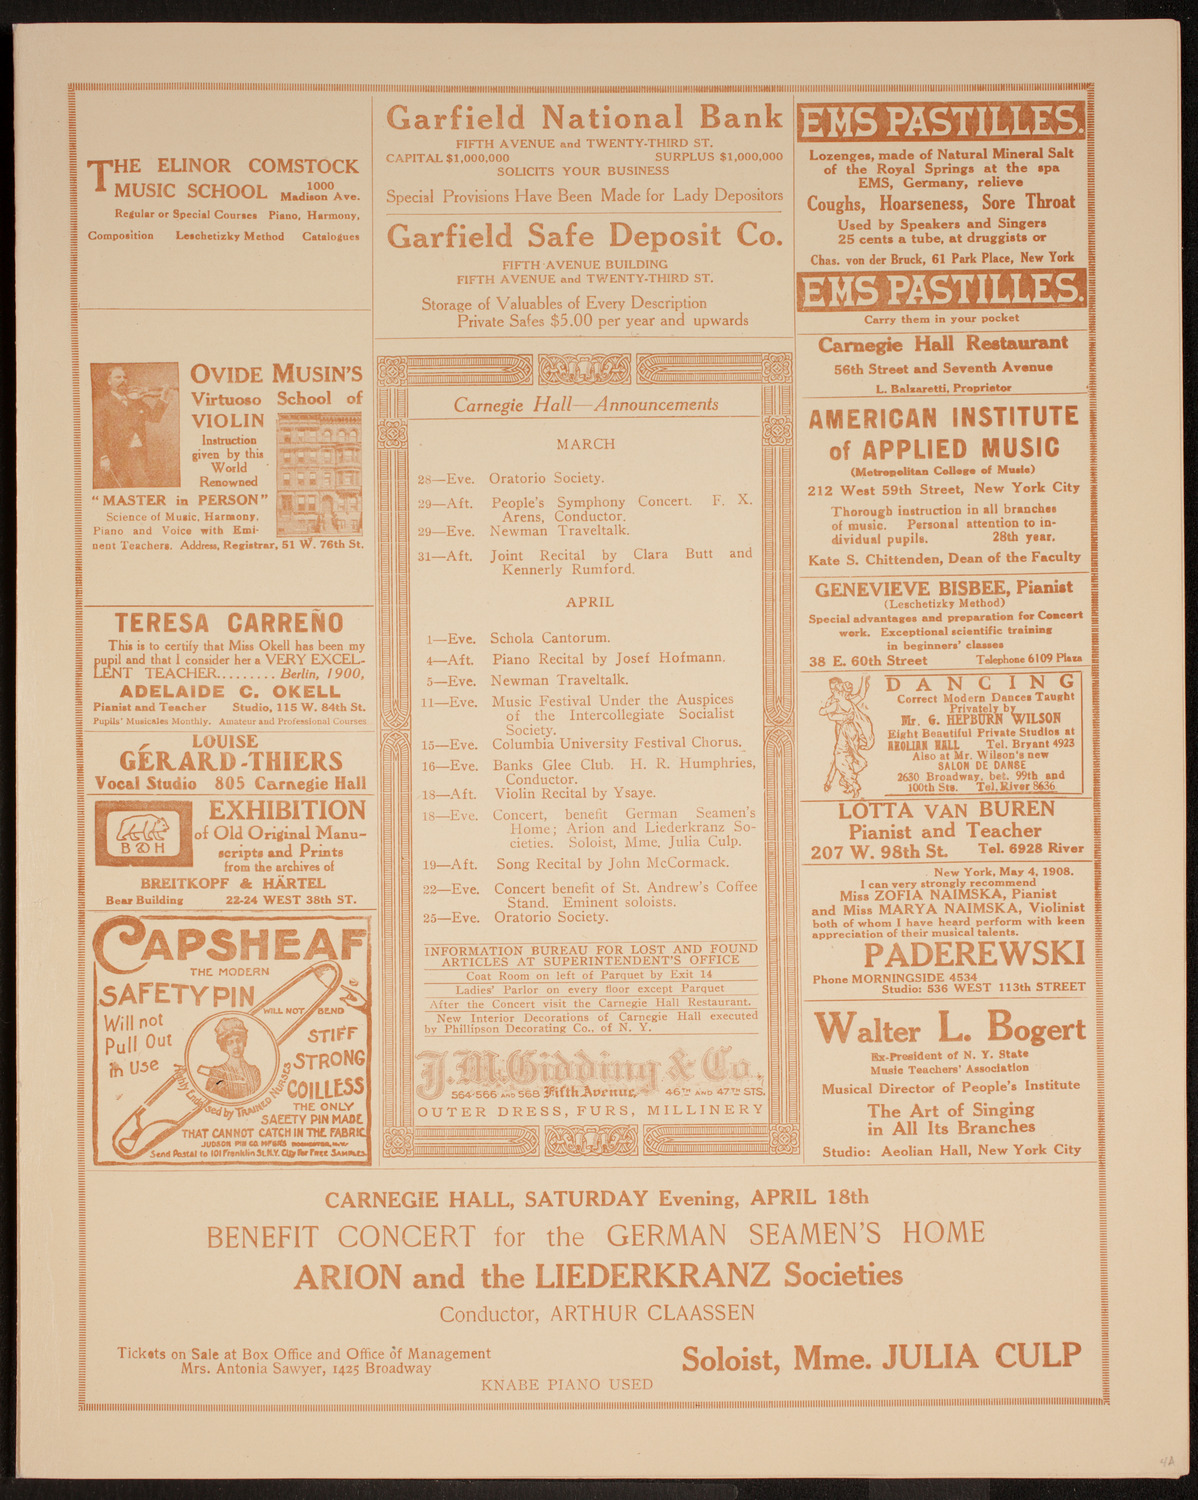 THE ELINOR COMSTOCK
MUSIC SCHOOL 1000 Madison Ave.
Regular or Special Courses Piano, Harmony,
Composition Leschetizky Method Catalogues
OVIDE MUSIN'S
Virtuoso School of
VIOLIN
Instruction
given by this
World
Renowned
"MASTER in PERSON"
Science of Music, Harmony,
Piano and Voice with Emi-
nent Teachers. Address, Registrar, 51 W. 76th St.
TERESA CARREÑO
This is to certify that Miss Okell has been my
pupil and that I consider her a VERY EXCEL-
LENT TEACHER......... Berlin, 1900,
ADELAIDE C. OKELL
Pianist and Teacher Studio, 115 W. 84th St.
Pupils' Musicales Monthly. Amateur and Professional Courses
LOUISE
GÉRARD-THIERS
Vocal Studio 805 Carnegie Hall
B & H
EXHIBITION
of Old Original Manu-
scripts and Prints
from the archives of
BREITKOPF & HÄRTEL
Bear Building 22-24 WEST 38th ST.
CAPSHEAF
THE MODERN
SAFETY PIN
WILL NOT BEND
Will not
Pull Out
in Use
STIFF
STRONG
COILLESS
Endorsed by TRAINED NURSES
THE ONLY
SAFETY PIN MADE
THAT CANNOT CATCH IN THE FABRIC
JUDSON PIN CO. MFGRS. ROCHESTER, N.Y.
Send Postal to 101 Franklin St. N.Y. City For FREE SAMPLES
Garfield National Bank
FIFTH AVENUE and TWENTY-THIRD ST.
CAPITAL $1,000,000 SURPLUS $1,000,000
SOLICITS YOUR BUSINESS
Special Provisions Have Been Made for Lady Depositors
Garfield Safe Deposit Co.
FIFTH AVENUE BUILDING
FIFTH AVENUE and TWENTY-THIRD ST.
Storage of Valuables of Every Description
Private Safes $5.00 per year and upwards
Carnegie Hall—Announcements
MARCH
28—Eve. Oratorio Society.
29—Aft. People's Symphony Concert. F. X.
Arens, Conductor.
29—Eve. Newman Traveltalk.
31—Aft. Joint Recital by Clara Butt and
Kennerly Rumford.
APRIL
1—Eve. Schola Cantorum.
4—Aft. Piano Recital by Josef Hofmann.
5—Eve. Newman Traveltalk.
11—Eve. Music Festival Under the Auspices
of the Intercollegiate Socialist
Society.
15—Eve. Columbia University Festival Chorus.
16—Eve. Banks Glee Club. H. R. Humphries,
Conductor.
18—Aft. Violin Recital by Ysaye.
18—Eve. Concert, benefit German Seamen's
Home; Arion and Liederkranz So-
cieties. Soloist, Mme. Julia Culp.
19—Aft. Song Recital by John McCormack.
22—Eve. Concert benefit of St. Andrew's Coffee
Stand. Eminent soloists.
25—Eve. Oratorio Society.
INFORMATION BUREAU FOR LOST AND FOUND
ARTICLES AT SUPERINTENDENT'S OFFICE
Coat Room on left of Parquet by Exit 14
Ladies' Parlor on every floor except Parquet
After the Concert visit the Carnegie Hall Restaurant.
New Interior Decorations of Carnegie Hall executed
by Phillipson Decorating Co., of N. Y.
J. M. Gidding & Co.
564-566 AND 568 Fifth Avenue, 46TH AND 47TH STS.
OUTER DRESS, FURS, MILLINERY
EMS PASTILLES.
Lozenges, made of Natural Mineral Salt
of the Royal Springs at the spa
EMS, Germany, relieve
Coughs, Hoarseness, Sore Throat
Used by Speakers and Singers
25 cents a tube, at druggists or
Chas. von der Bruck, 61 Park Place, New York
EMS PASTILLES.
Carry them in your pocket
Carnegie Hall Restaurant
56th Street and Seventh Avenue
L. Balzaretti, Proprietor
AMERICAN INSTITUTE
of APPLIED MUSIC
(Metropolitan College of Music)
212 West 59th Street, New York City
Thorough instruction in all branches
of music. Personal attention to in-
dividual pupils. 28th year.
Kate S. Chittenden, Dean of the Faculty
GENEVIEVE BISBEE, Pianist
(Leschetizky Method)
Special advantages and preparation for Concert
work. Exceptional scientific training
in beginners' classes
38 E. 60th Street Telephone 6109 Plaza
DANCING
Correct Modern Dances Taught
Privately by
Mr. G. HEPBURN WILSON
Eight Beautiful Private Studios at
AEOLIAN HALL Tel. Bryant 4923
Also at Mr. Wilson's new
SALON DE DANSE
2630 Broadway, bet. 99th and
100th Sts. Tel. River 8636
LOTTA VAN BUREN
Pianist and Teacher
207 W. 98th St. Tel. 6928 River
New York, May 4, 1908.
I can very strongly recommend
Miss ZOFIA NAIMSKA, Pianist
and Miss MARYA NAIMSKA, Violinist
both of whom I have heard perform with keen
appreciation of their musical talents.
PADEREWSKI
Phone MORNINGSIDE 4534
Studio: 536 WEST 113th STREET
Walter L. Bogert
Ex-President of N. Y. State
Music Teachers' Association
Musical Director of People's Institute
The Art of Singing
in All Its Branches
Studio: Aeolian Hall, New York City
CARNEGIE HALL, SATURDAY Evening, APRIL 18th
BENEFIT CONCERT for the GERMAN SEAMEN'S HOME
ARION and the LIEDERKRANZ Societies
Conductor, ARTHUR CLAASSEN
Tickets on Sale at Box Office and Office of Management
Mrs. Antonia Sawyer, 1425 Broadway
Soloist, Mme. JULIA CULP
KNABE PIANO USED
4A